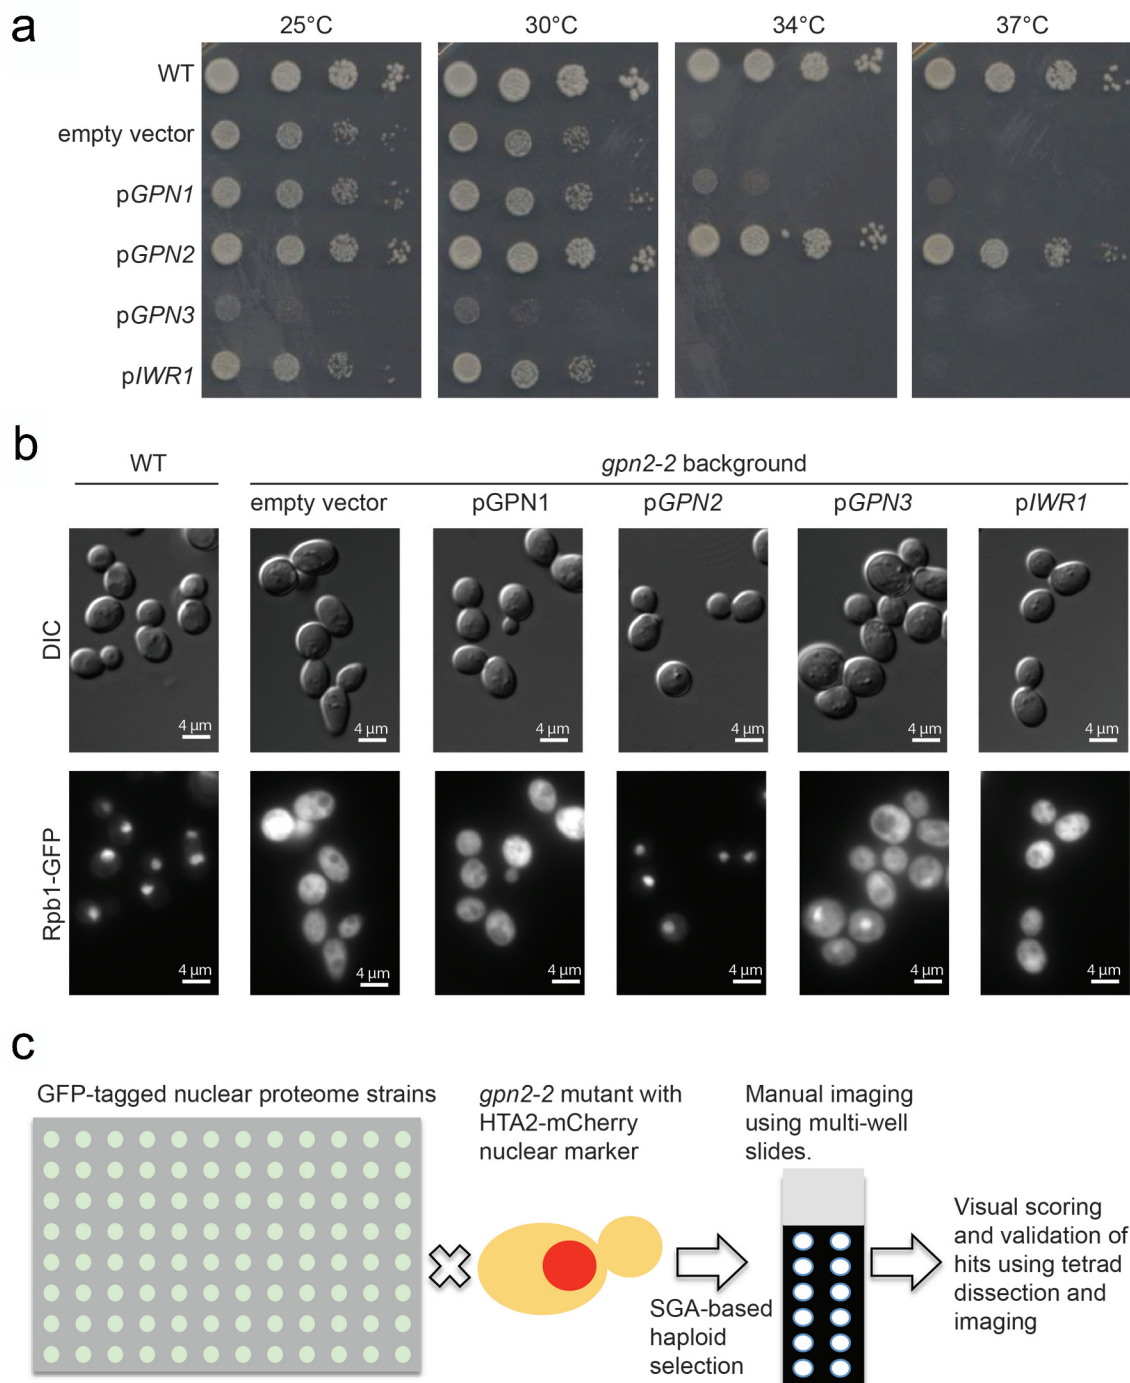 a
25°C 30°C 34°C 37°C
WT
empty vector
pGPN1
pGPN2
pGPN3
pIWR1
b
WT gpn2-2 background
empty vector pGPN1 pGPN2 pGPN3 pIWR1
DIC
4 µm 4 µm 4 µm 4 µm 4 µm 4 µm
Rpb1-GFP
4 µm 4 µm 4 µm 4 µm 4 µm 4 µm
c
GFP-tagged nuclear proteome strains
gpn2-2 mutant with
HTA2-mCherry
nuclear marker
SGA-based
haploid
selection
Manual imaging
using multi-well
slides.
Visual scoring
and validation of
hits using tetrad
dissection and
imaging